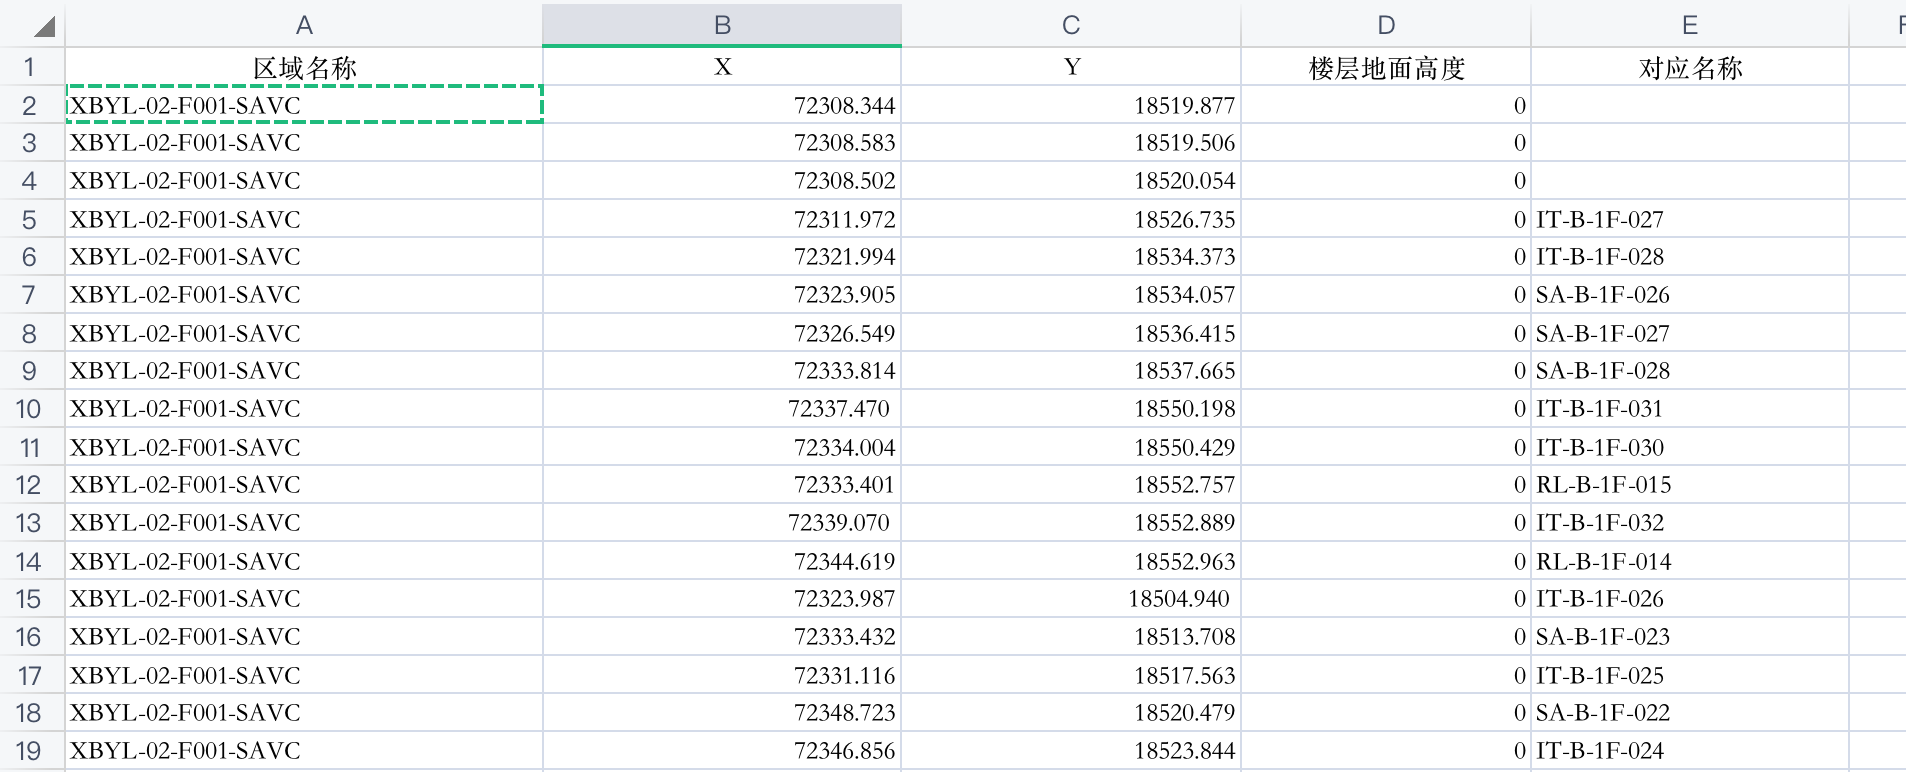 A B C D E
1 区域名称 X Y 楼层地面高度 对应名称
2 XBYL-02-F001-SAVC 72308.344 18519.877 0
3 XBYL-02-F001-SAVC 72308.583 18519.506 0
4 XBYL-02-F001-SAVC 72308.502 18520.054 0
5 XBYL-02-F001-SAVC 72311.972 18526.735 0 IT-B-1F-027
6 XBYL-02-F001-SAVC 72321.994 18534.373 0 IT-B-1F-028
7 XBYL-02-F001-SAVC 72323.905 18534.057 0 SA-B-1F-026
8 XBYL-02-F001-SAVC 72326.549 18536.415 0 SA-B-1F-027
9 XBYL-02-F001-SAVC 72333.814 18537.665 0 SA-B-1F-028
10 XBYL-02-F001-SAVC 72337.470 18550.198 0 IT-B-1F-031
11 XBYL-02-F001-SAVC 72334.004 18550.429 0 IT-B-1F-030
12 XBYL-02-F001-SAVC 72333.401 18552.757 0 RL-B-1F-015
13 XBYL-02-F001-SAVC 72339.070 18552.889 0 IT-B-1F-032
14 XBYL-02-F001-SAVC 72344.619 18552.963 0 RL-B-1F-014
15 XBYL-02-F001-SAVC 72323.987 18504.940 0 IT-B-1F-026
16 XBYL-02-F001-SAVC 72333.432 18513.708 0 SA-B-1F-023
17 XBYL-02-F001-SAVC 72331.116 18517.563 0 IT-B-1F-025
18 XBYL-02-F001-SAVC 72348.723 18520.479 0 SA-B-1F-022
19 XBYL-02-F001-SAVC 72346.856 18523.844 0 IT-B-1F-024